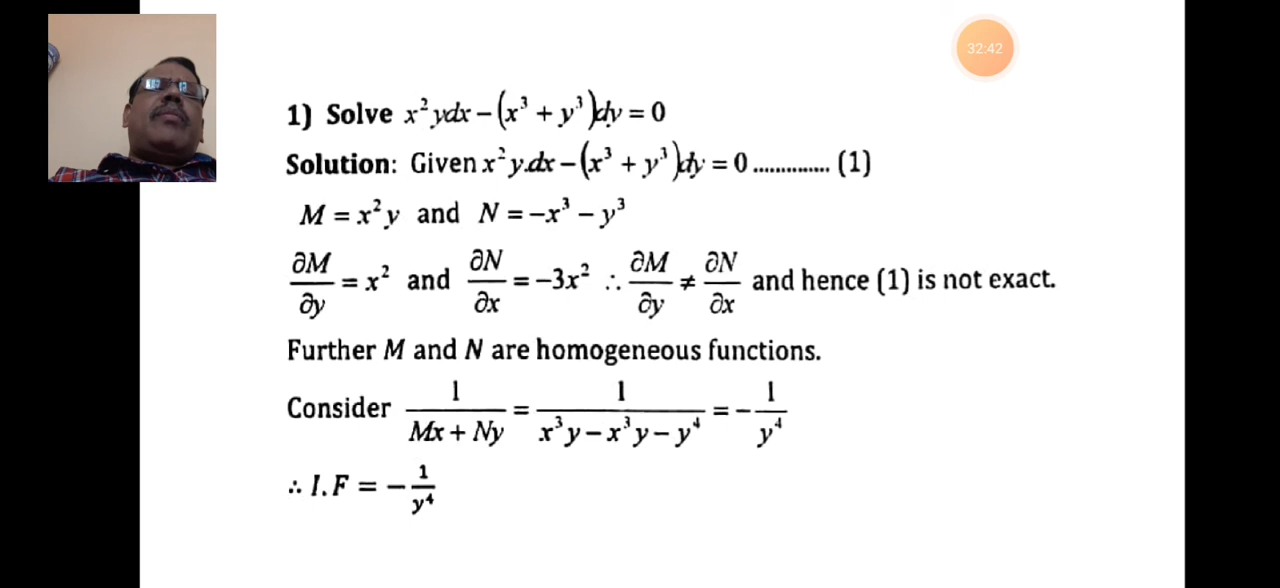 32:42
1) Solve x²ydx − (x³ + y³)dy = 0
Solution: Given x²y.dx − (x³ + y³)dy = 0 .............. (1)
M = x²y and N = −x³ − y³
∂M/∂y = x² and ∂N/∂x = −3x² ∴ ∂M/∂y ≠ ∂N/∂x and hence (1) is not exact.
Further M and N are homogeneous functions.
Consider 1/(Mx + Ny) = 1/(x³y − x³y − y⁴) = − 1/y⁴
∴ I.F = − 1/y⁴